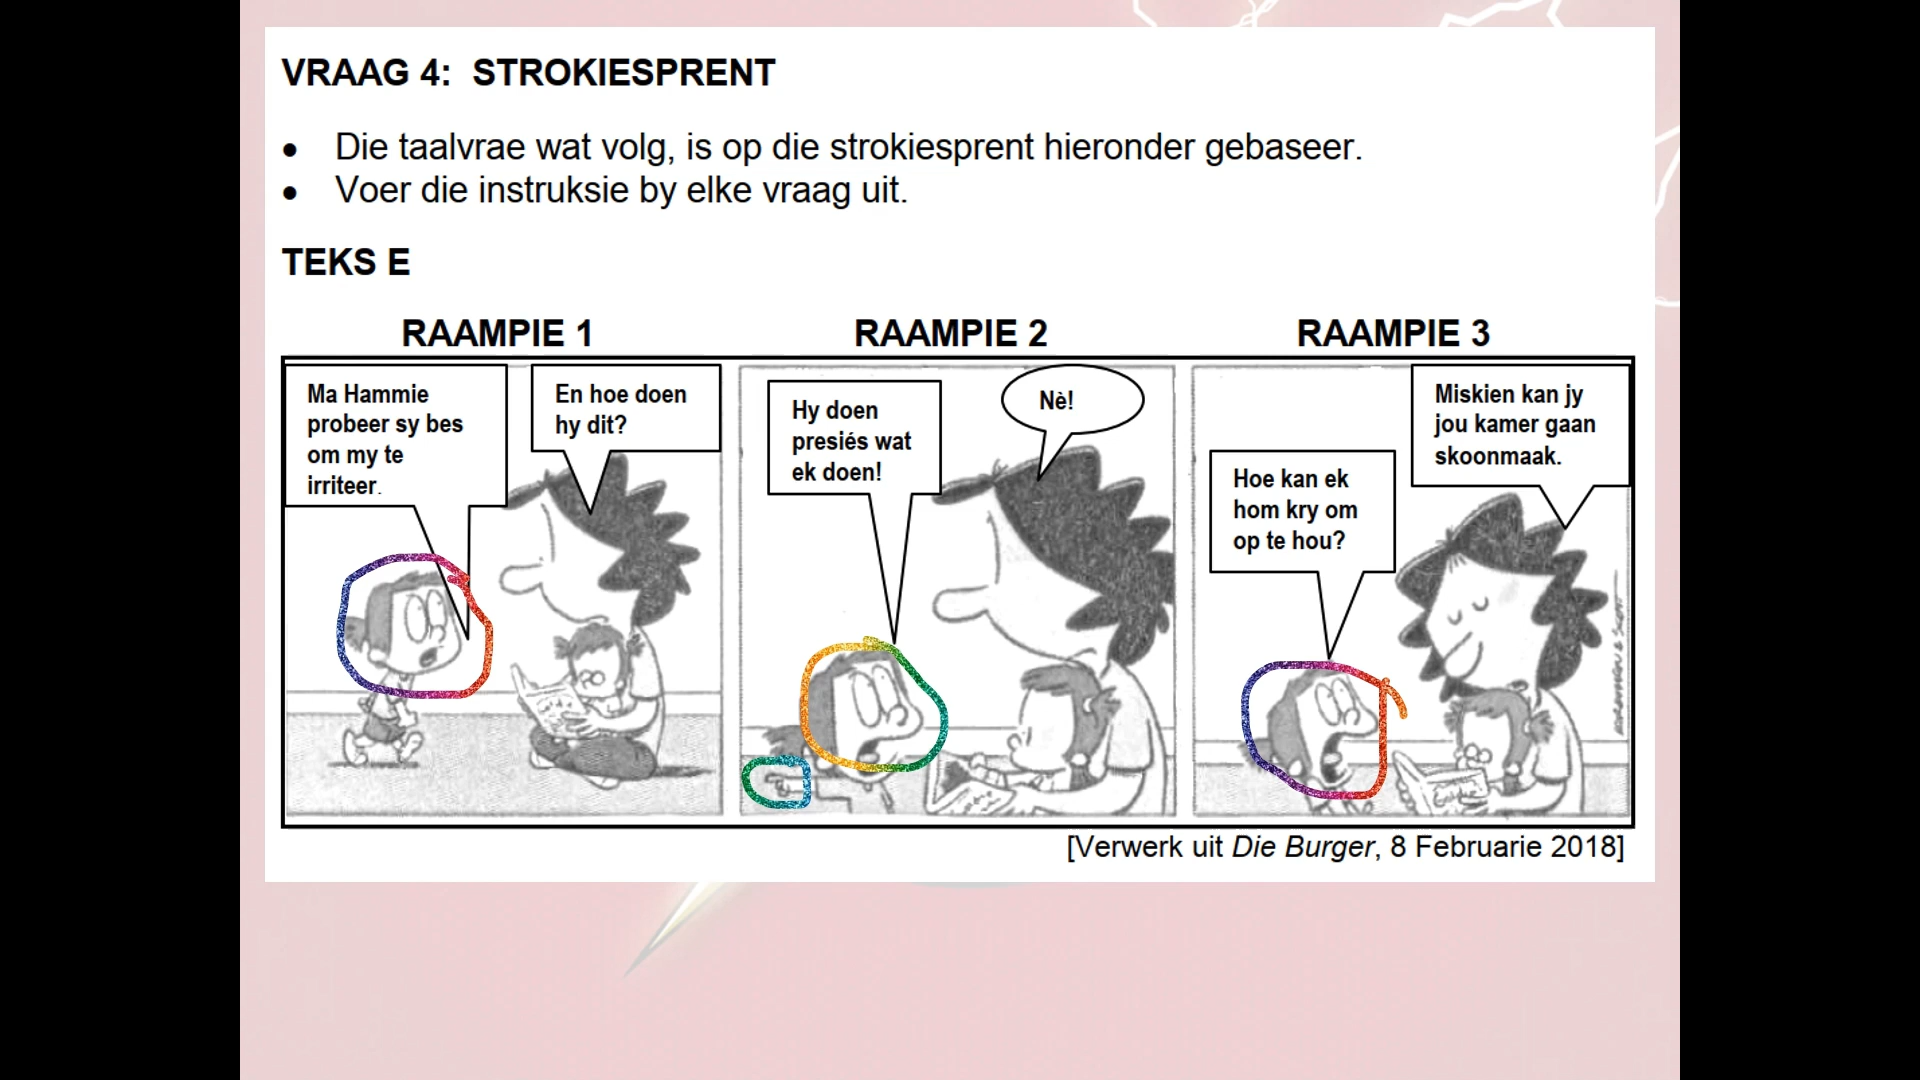 VRAAG 4: STROKIESPRENT
• Die taalvrae wat volg, is op die strokiesprent hieronder gebaseer.
• Voer die instruksie by elke vraag uit.
TEKS E
RAAMPIE 1
RAAMPIE 2
RAAMPIE 3
Ma Hammie
probeer sy bes
om my te
irriteer.
En hoe doen
hy dit?
Hy doen
presiés wat
ek doen!
Nè!
Hoe kan ek
hom kry om
op te hou?
Miskien kan jy
jou kamer gaan
skoonmaak.
[Verwerk uit Die Burger, 8 Februarie 2018]